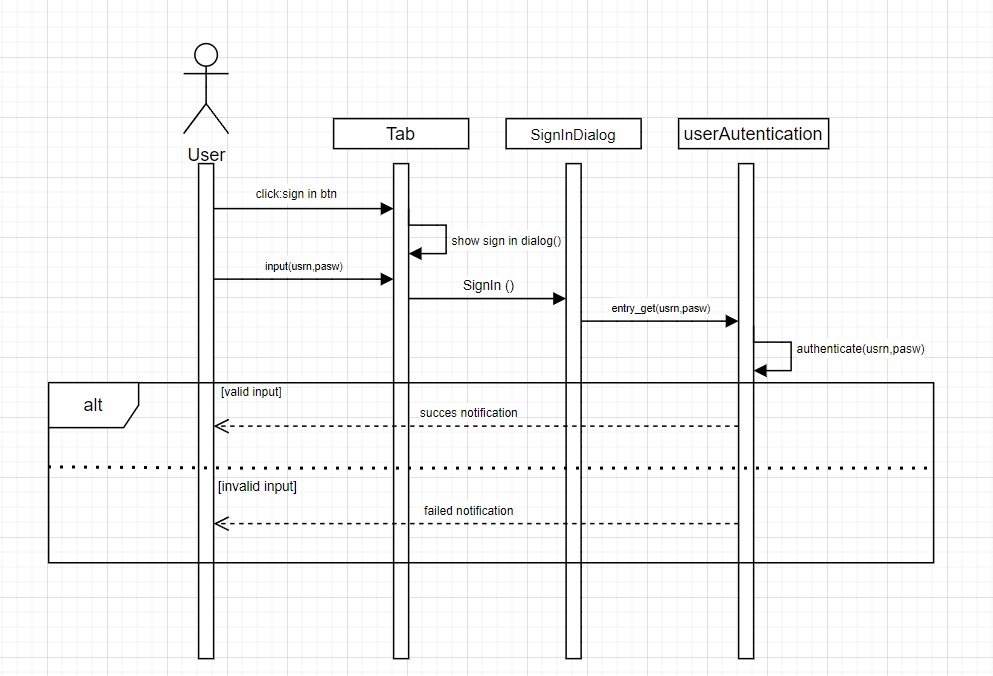 User
Tab
SignInDialog
userAutentication
click:sign in btn
show sign in dialog()
input(usrn,pasw)
SignIn ()
entry_get(usrn,pasw)
authenticate(usrn,pasw)
alt
[valid input]
succes notification
[invalid input]
failed notification